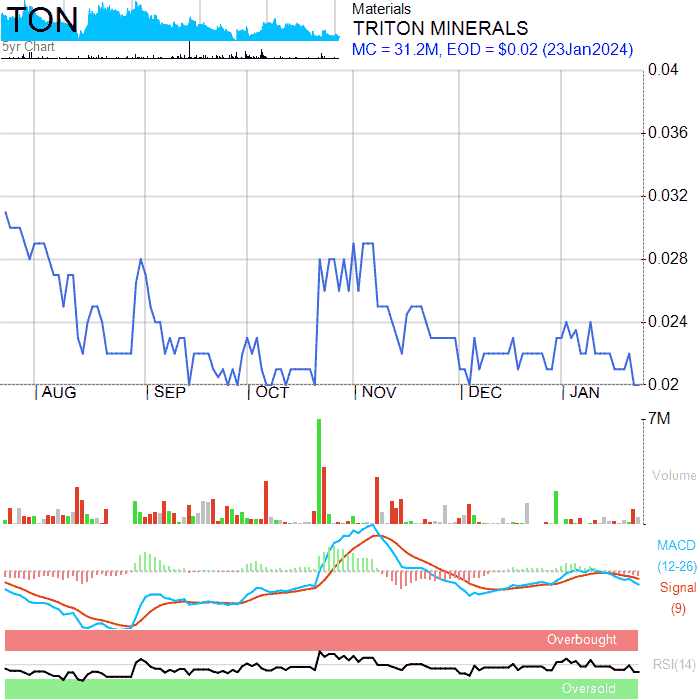 TON
5yr Chart
Materials
TRITON MINERALS
MC = 31.2M, EOD = $0.02 (23Jan2024)
0.04
0.036
0.032
0.028
0.024
0.02
AUG SEP OCT NOV DEC JAN
7M
Volume
MACD
(12-26)
Signal
(9)
Overbought
RSI(14)
Oversold